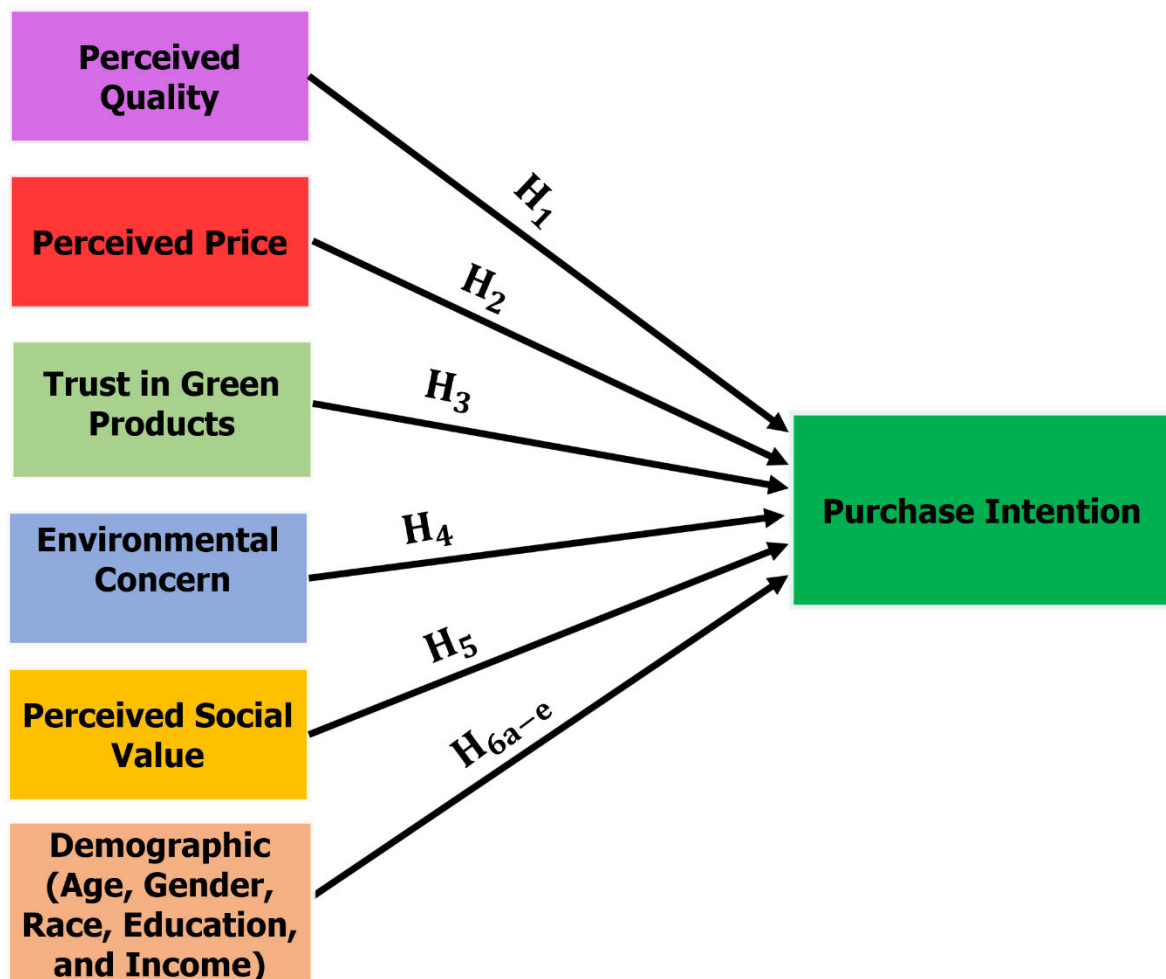 Perceived
Quality
H₁
Perceived Price
H₂
Trust in Green
Products
H₃
Environmental
Concern
H₄
Perceived Social
Value
H₅
Demographic
(Age, Gender,
Race, Education,
and Income)
H₆ₐ₋ₑ
Purchase Intention